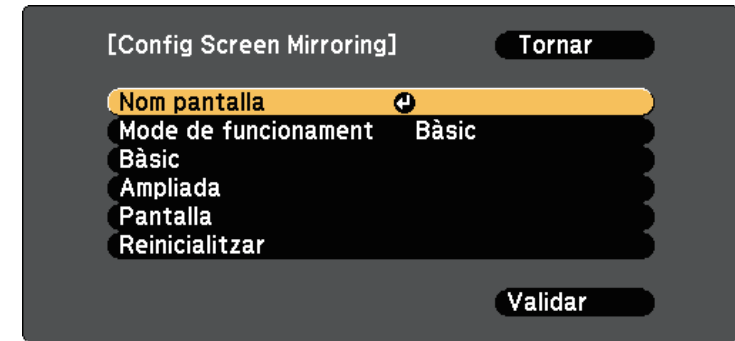 [Config Screen Mirroring] Tornar
Nom pantalla
Mode de funcionament Bàsic
Bàsic
Ampliada
Pantalla
Reinicialitzar
Validar